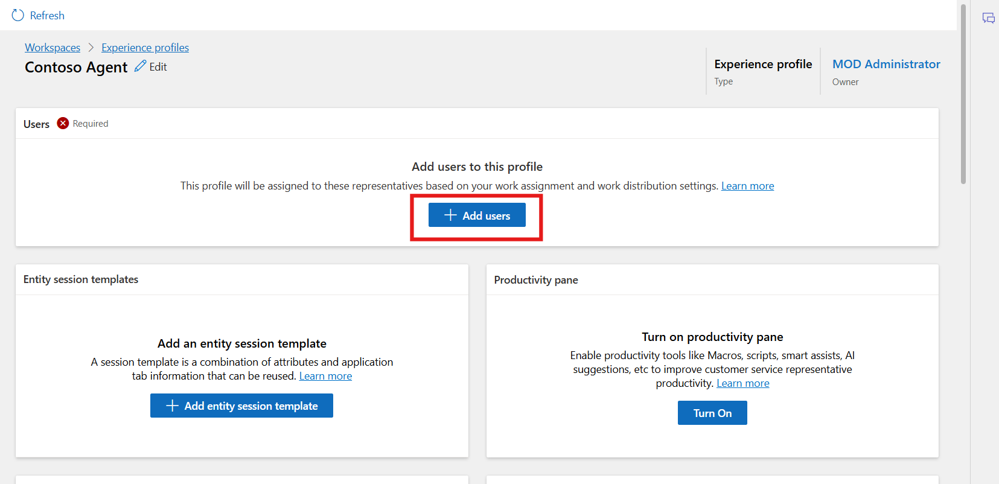 Refresh
Workspaces > Experience profiles
Contoso Agent Edit
Experience profile
Type
MOD Administrator
Owner
Users Required
Add users to this profile
This profile will be assigned to these representatives based on your work assignment and work distribution settings. Learn more
+ Add users
Entity session templates
Add an entity session template
A session template is a combination of attributes and application
tab information that can be reused. Learn more
+ Add entity session template
Productivity pane
Turn on productivity pane
Enable productivity tools like Macros, scripts, smart assists, AI
suggestions, etc to improve customer service representative
productivity. Learn more
Turn On